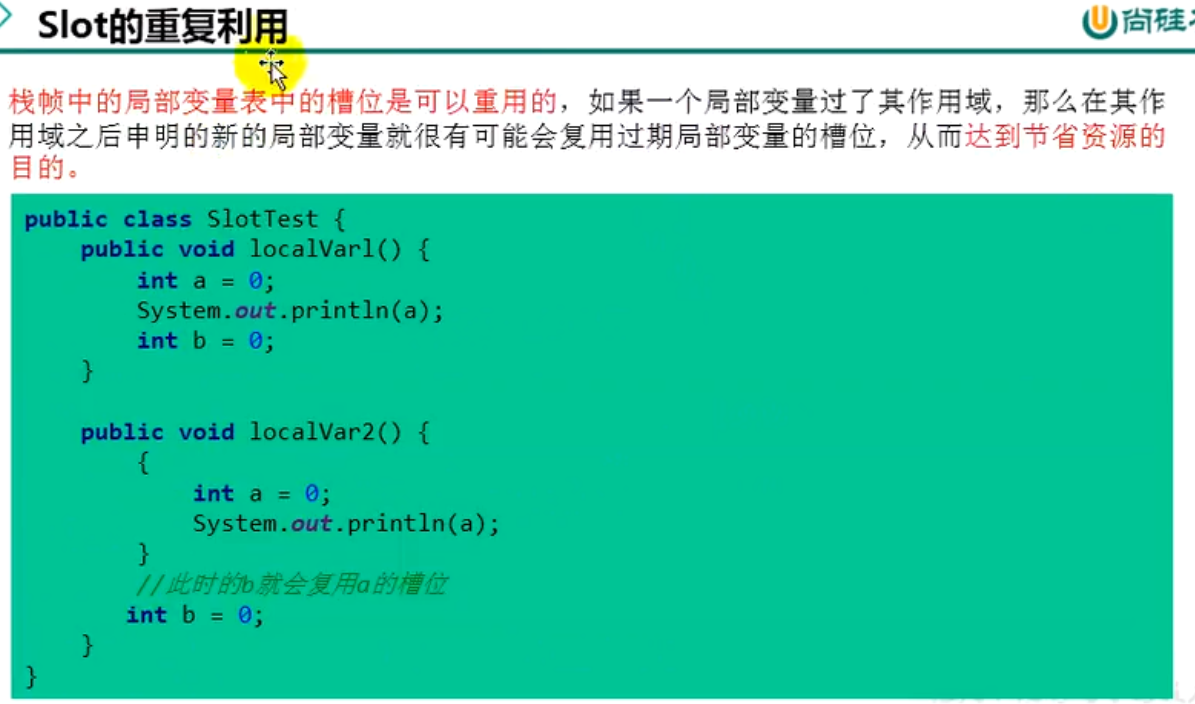 Slot的重复利用
尚硅
栈帧中的局部变量表中的槽位是可以重用的，如果一个局部变量过了其作用域，那么在其作
用域之后申明的新的局部变量就很有可能会复用过期局部变量的槽位，从而达到节省资源的
目的。
public class SlotTest {
    public void localVarl() {
        int a = 0;
        System.out.println(a);
        int b = 0;
    }
    public void localVar2() {
        {
            int a = 0;
            System.out.println(a);
        }
        //此时的b就会复用a的槽位
        int b = 0;
    }
}